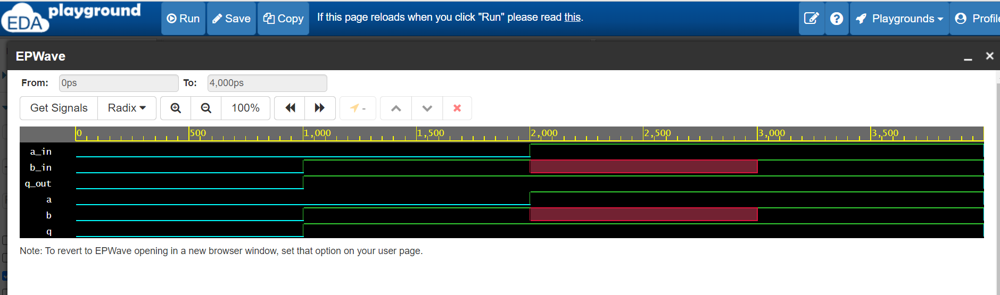 EDA playground
Run
Save
Copy
If this page reloads when you click "Run" please read this.
?
Playgrounds
Profile
EPWave
From: 0ps To: 4,000ps
Get Signals
Radix
100%
-
0 500 1,000 1,500 2,000 2,500 3,000 3,500
a_in
b_in
q_out
a
b
q
Note: To revert to EPWave opening in a new browser window, set that option on your user page.